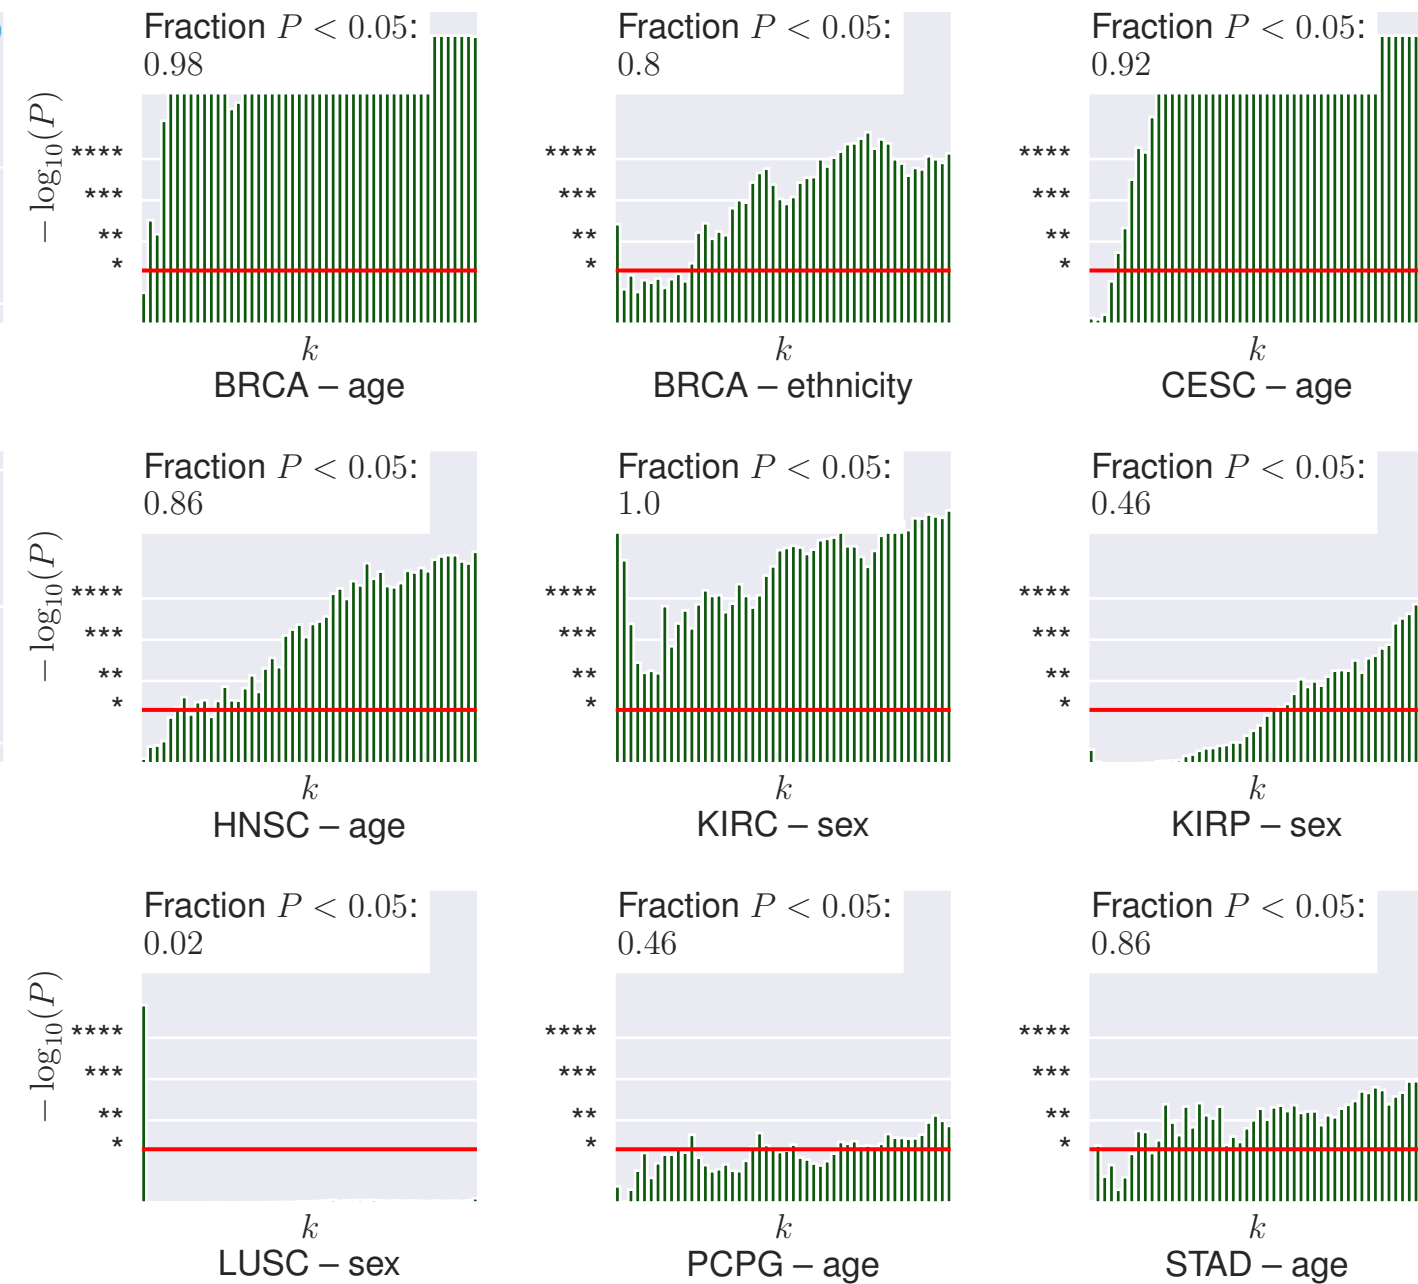 Fraction P < 0.05:
0.98
Fraction P < 0.05:
0.8
Fraction P < 0.05:
0.92
− log10(P)
****
***
**
*
****
***
**
*
****
***
**
*
k
k
k
BRCA – age
BRCA – ethnicity
CESC – age
Fraction P < 0.05:
0.86
Fraction P < 0.05:
1.0
Fraction P < 0.05:
0.46
− log10(P)
****
***
**
*
****
***
**
*
****
***
**
*
k
k
k
HNSC – age
KIRC – sex
KIRP – sex
Fraction P < 0.05:
0.02
Fraction P < 0.05:
0.46
Fraction P < 0.05:
0.86
− log10(P)
****
***
**
*
****
***
**
*
****
***
**
*
k
k
k
LUSC – sex
PCPG – age
STAD – age